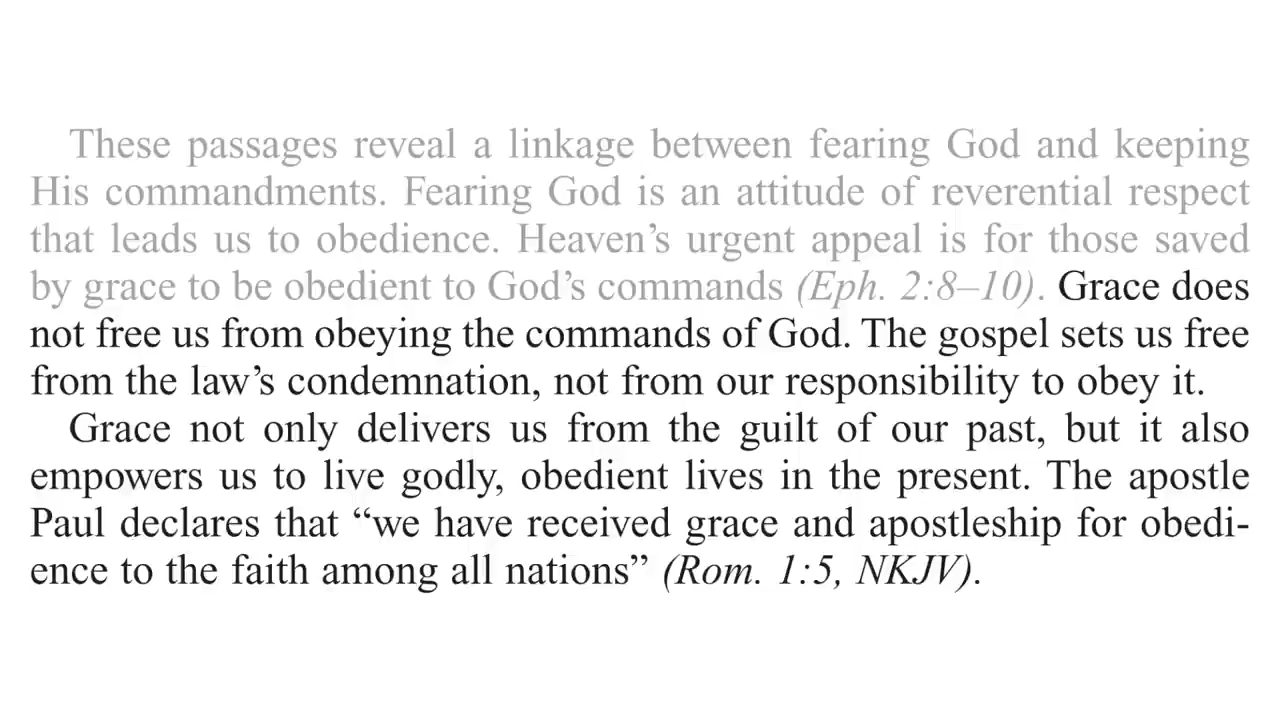 These passages reveal a linkage between fearing God and keeping
His commandments. Fearing God is an attitude of reverential respect
that leads us to obedience. Heaven’s urgent appeal is for those saved
by grace to be obedient to God’s commands (Eph. 2:8–10). Grace does
not free us from obeying the commands of God. The gospel sets us free
from the law’s condemnation, not from our responsibility to obey it.
Grace not only delivers us from the guilt of our past, but it also
empowers us to live godly, obedient lives in the present. The apostle
Paul declares that “we have received grace and apostleship for obedi-
ence to the faith among all nations” (Rom. 1:5, NKJV).